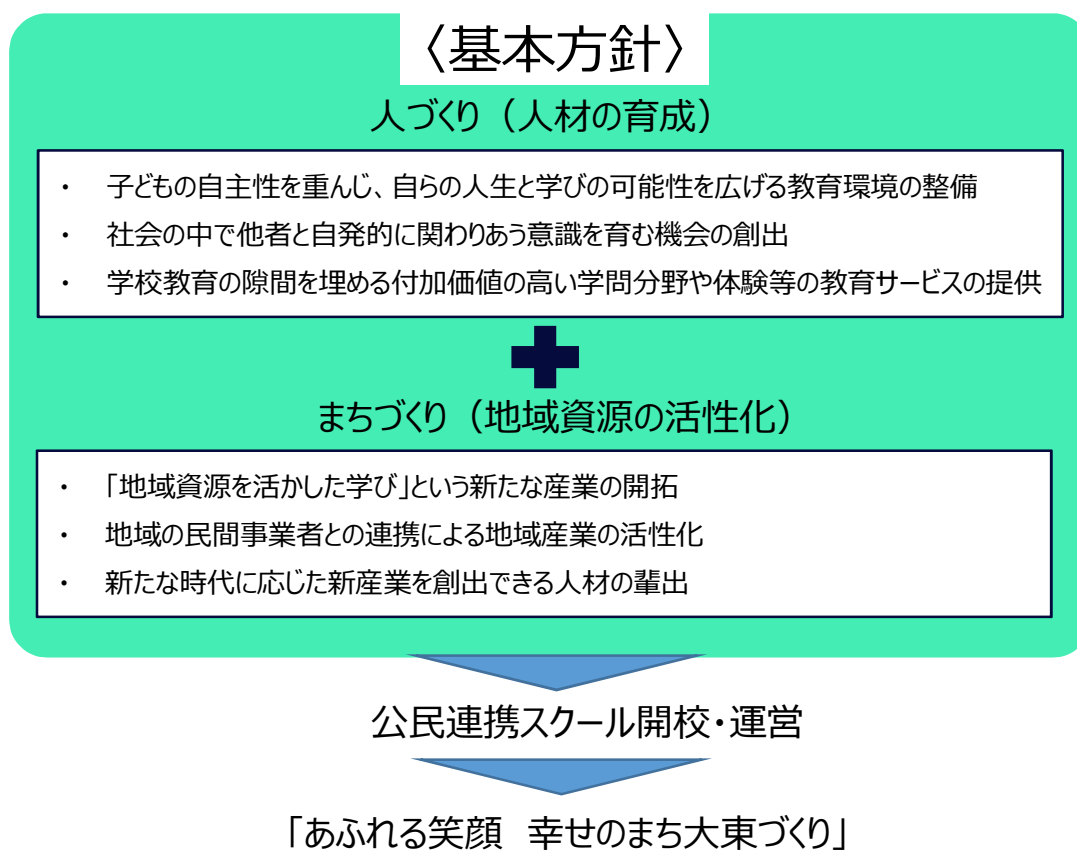 〈基本方針〉
人づくり（人材の育成）
・ 子どもの自主性を重んじ、自らの人生と学びの可能性を広げる教育環境の整備
・ 社会の中で他者と自発的に関わりあう意識を育む機会の創出
・ 学校教育の隙間を埋める付加価値の高い学問分野や体験等の教育サービスの提供
まちづくり（地域資源の活性化）
・ 「地域資源を活かした学び」という新たな産業の開拓
・ 地域の民間事業者との連携による地域産業の活性化
・ 新たな時代に応じた新産業を創出できる人材の輩出
公民連携スクール開校・運営
「あふれる笑顔　幸せのまち大東づくり」